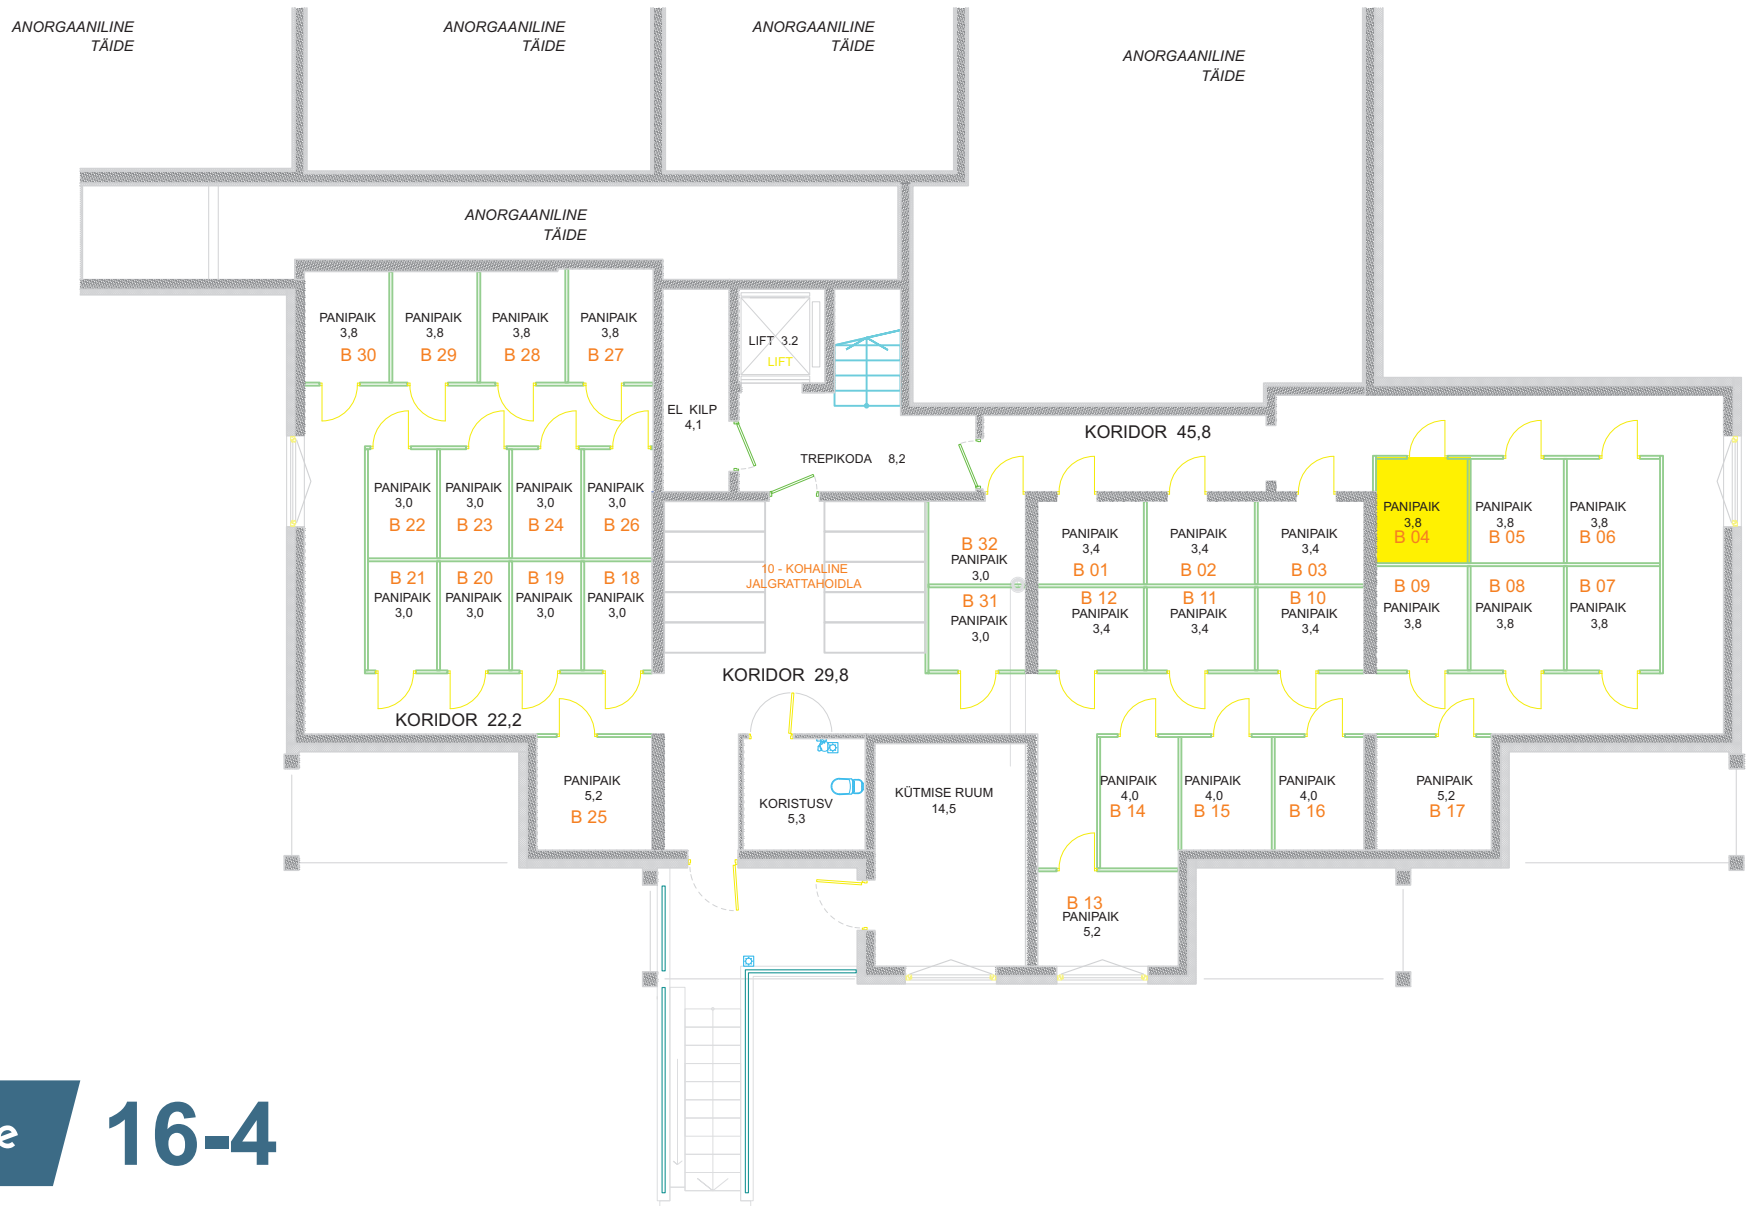 ANORGAANILINE
TÄIDE
ANORGAANILINE
TÄIDE
ANORGAANILINE
TÄIDE
ANORGAANILINE
TÄIDE
ANORGAANILINE
TÄIDE
PANIPAIK
3,8
B 30
PANIPAIK
3,8
B 29
PANIPAIK
3,8
B 28
PANIPAIK
3,8
B 27
LIFT 3.2
LIFT
EL KILP
4,1
TREPIKODA 8,2
KORIDOR 45,8
PANIPAIK
3,0
B 22
PANIPAIK
3,0
B 23
PANIPAIK
3,0
B 24
PANIPAIK
3,0
B 26
B 21
PANIPAIK
3,0
B 20
PANIPAIK
3,0
B 19
PANIPAIK
3,0
B 18
PANIPAIK
3,0
10 - KOHALINE
JALGRATTAHOIDLA
B 32
PANIPAIK
3,0
B 31
PANIPAIK
3,0
PANIPAIK
3,4
B 01
PANIPAIK
3,4
B 02
PANIPAIK
3,4
B 03
B 12
PANIPAIK
3,4
B 11
PANIPAIK
3,4
B 10
PANIPAIK
3,4
PANIPAIK
3,8
B 04
PANIPAIK
3,8
B 05
PANIPAIK
3,8
B 06
B 09
PANIPAIK
3,8
B 08
PANIPAIK
3,8
B 07
PANIPAIK
3,8
KORIDOR 29,8
KORIDOR 22,2
PANIPAIK
5,2
B 25
KORISTUSV
5,3
KÜTMISE RUUM
14,5
PANIPAIK
4,0
B 14
PANIPAIK
4,0
B 15
PANIPAIK
4,0
B 16
PANIPAIK
5,2
B 17
B 13
PANIPAIK
5,2
e
16-4